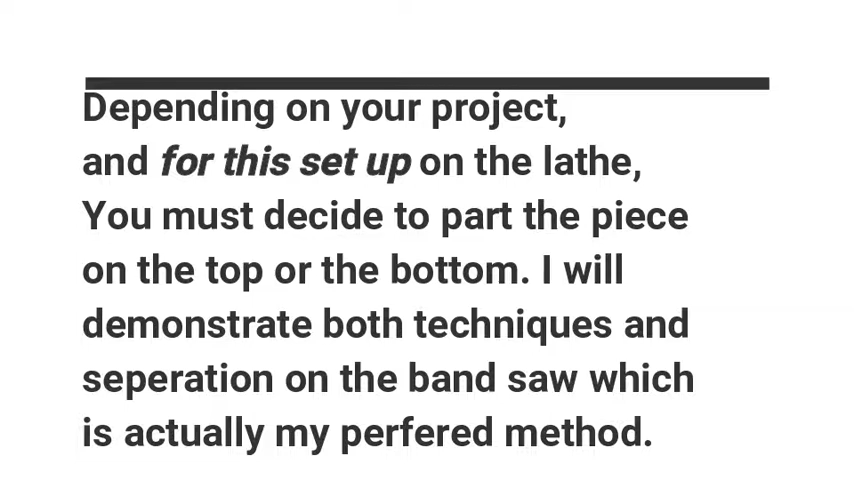 Depending on your project,
and for this set up on the lathe,
You must decide to part the piece
on the top or the bottom. I will
demonstrate both techniques and
seperation on the band saw which
is actually my perfered method.